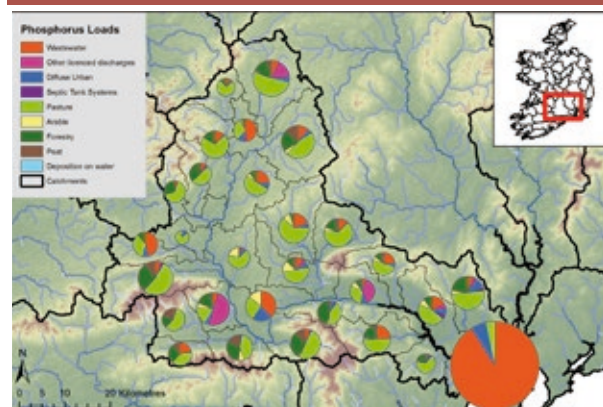 Phosphorus Loads
Wastewater
Other licenced discharges
Diffuse Urban
Septic Tank Systems
Pasture
Arable
Forestry
Peat
Deposition on water
Catchments
N
0 5 10 20 Kilometres